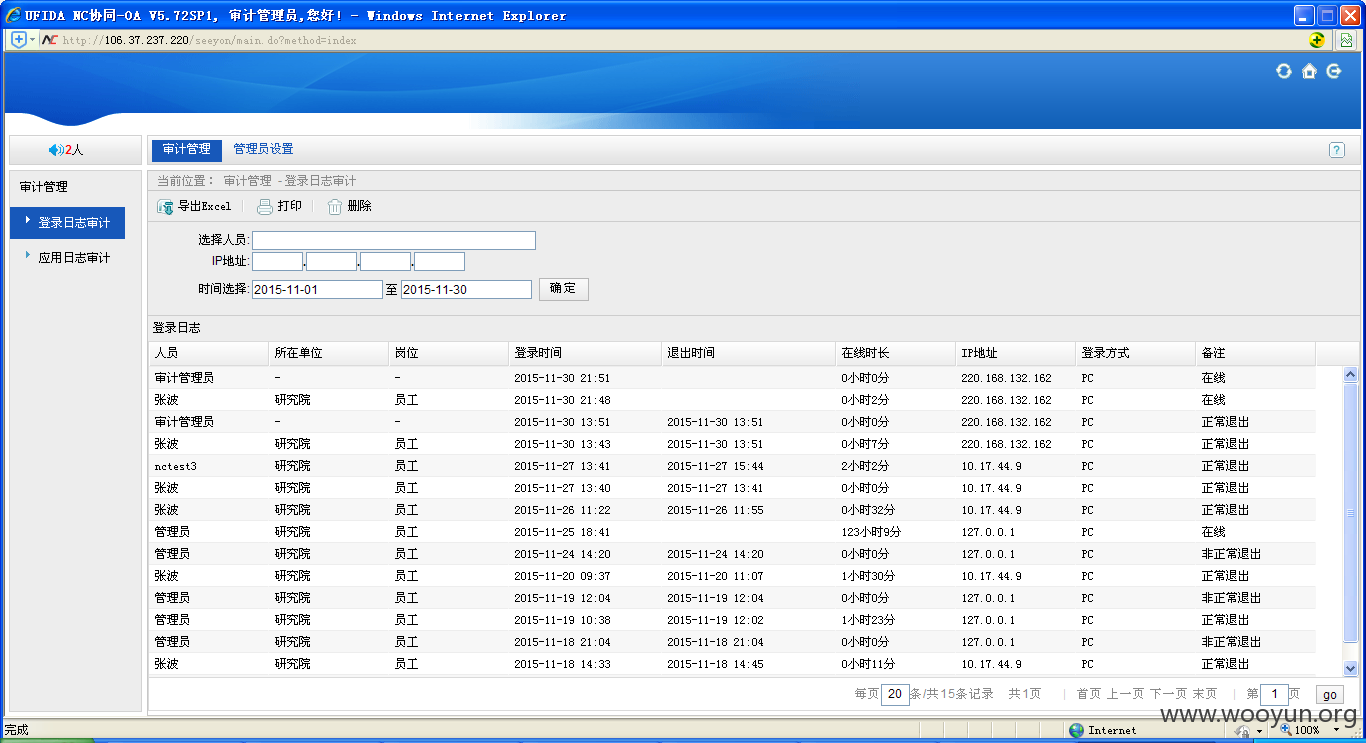 UFIDA NC协同-OA V5.72SP1, 审计管理员,您好! - Windows Internet Explorer
http://106.37.237.220/seeyon/main.do?method=index
2人
审计管理 管理员设置
审计管理
登录日志审计
应用日志审计
当前位置： 审计管理 - 登录日志审计
导出Excel 打印 删除
选择人员:
IP地址: . . .
时间选择: 2015-11-01 至 2015-11-30 确定
登录日志
人员 所在单位 岗位 登录时间 退出时间 在线时长 IP地址 登录方式 备注
审计管理员 - - 2015-11-30 21:51 0小时0分 220.168.132.162 PC 在线
张波 研究院 员工 2015-11-30 21:48 0小时2分 220.168.132.162 PC 在线
审计管理员 - - 2015-11-30 13:51 2015-11-30 13:51 0小时0分 220.168.132.162 PC 正常退出
张波 研究院 员工 2015-11-30 13:43 2015-11-30 13:51 0小时7分 220.168.132.162 PC 正常退出
nctest3 研究院 员工 2015-11-27 13:41 2015-11-27 15:44 2小时2分 10.17.44.9 PC 正常退出
张波 研究院 员工 2015-11-27 13:40 2015-11-27 13:41 0小时0分 10.17.44.9 PC 正常退出
张波 研究院 员工 2015-11-26 11:22 2015-11-26 11:55 0小时32分 10.17.44.9 PC 正常退出
管理员 研究院 员工 2015-11-25 18:41 123小时9分 127.0.0.1 PC 在线
管理员 研究院 员工 2015-11-24 14:20 2015-11-24 14:20 0小时0分 127.0.0.1 PC 非正常退出
张波 研究院 员工 2015-11-20 09:37 2015-11-20 11:07 1小时30分 10.17.44.9 PC 正常退出
管理员 研究院 员工 2015-11-19 12:04 2015-11-19 12:04 0小时0分 127.0.0.1 PC 非正常退出
管理员 研究院 员工 2015-11-19 10:38 2015-11-19 12:02 1小时23分 127.0.0.1 PC 正常退出
管理员 研究院 员工 2015-11-18 21:04 2015-11-18 21:04 0小时0分 127.0.0.1 PC 非正常退出
张波 研究院 员工 2015-11-18 14:33 2015-11-18 14:45 0小时11分 10.17.44.9 PC 正常退出
每页 20 条/共15条记录 共1页 | 首页 上一页 下一页 末页 | 第 1 页 go
www.wooyun.org
完成 Internet 100%